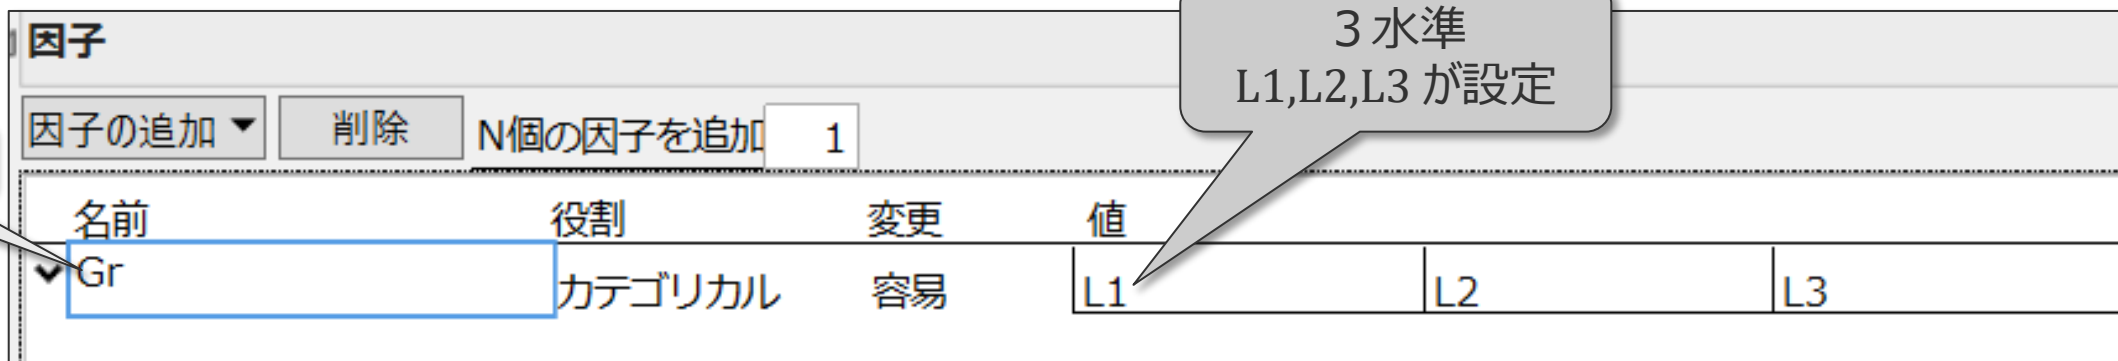 因子
3水準
L1,L2,L3 が設定
因子の追加 削除 N個の因子を追加 1
名前 役割 変更 値
Gr カテゴリカル 容易 L1 L2 L3